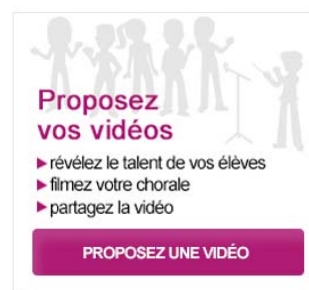 Proposez
vos vidéos
révélez le talent de vos élèves
filmez votre chorale
partagez la vidéo
PROPOSEZ UNE VIDÉO